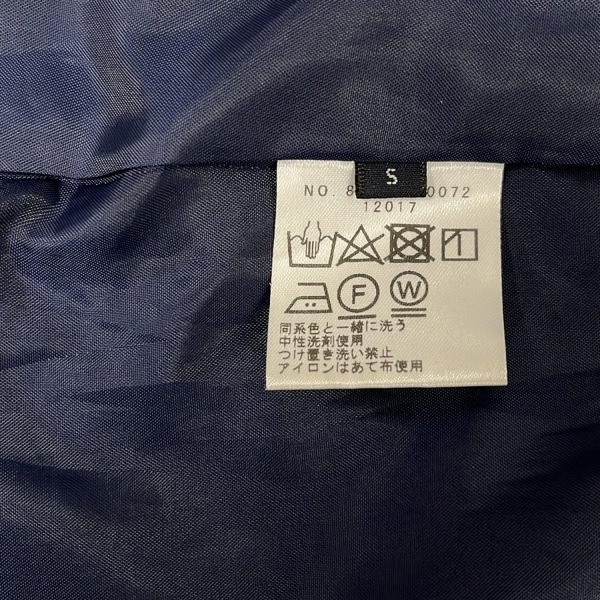 S
NO. 8 0072
12017
1
F W
同系色と一緒に洗う
中性洗剤使用
つけ置き洗い禁止
アイロンはあて布使用